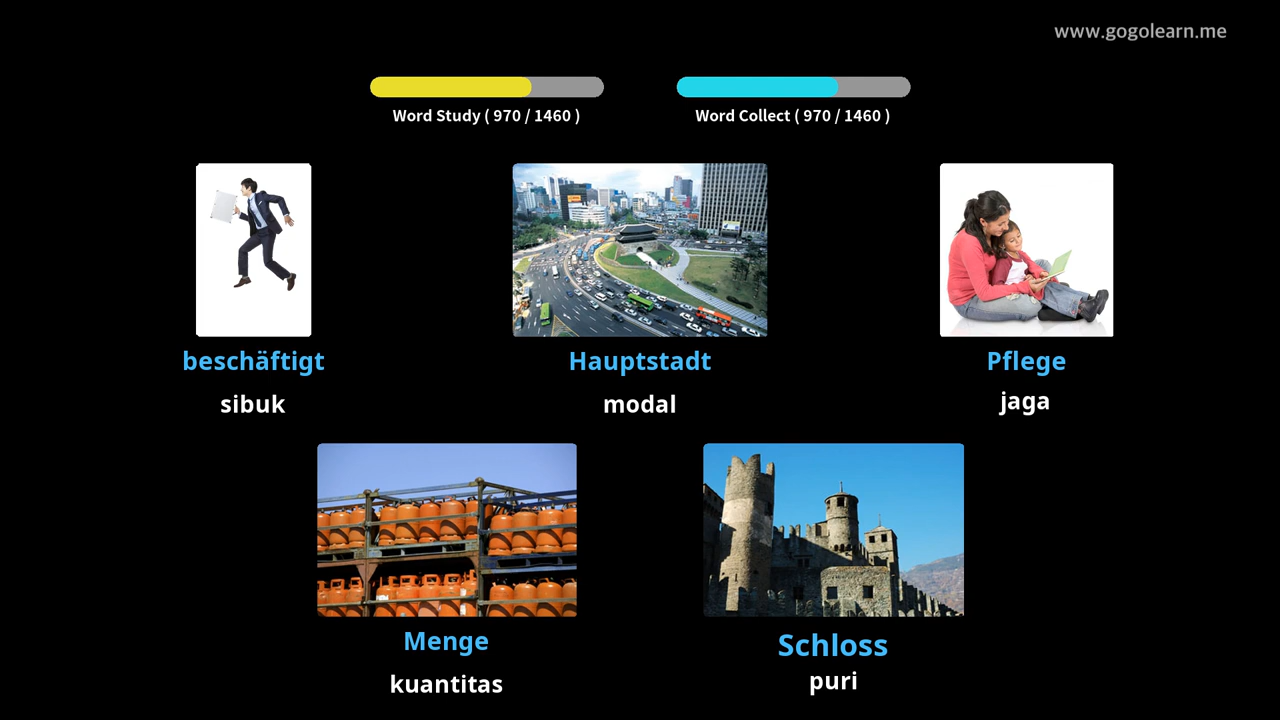 www.gogolearn.me
Word Study ( 970 / 1460 )
Word Collect ( 970 / 1460 )
beschäftigt
sibuk
Hauptstadt
modal
Pflege
jaga
Menge
kuantitas
Schloss
puri